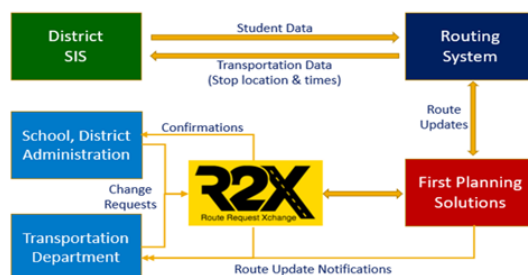 District
SIS
Student Data
Transportation Data
(Stop location & times)
Routing
System
Route
Updates
School, District
Administration
Confirmations
Change
Requests
R2X
Route Request Xchange
First Planning
Solutions
Transportation
Department
Route Update Notifications